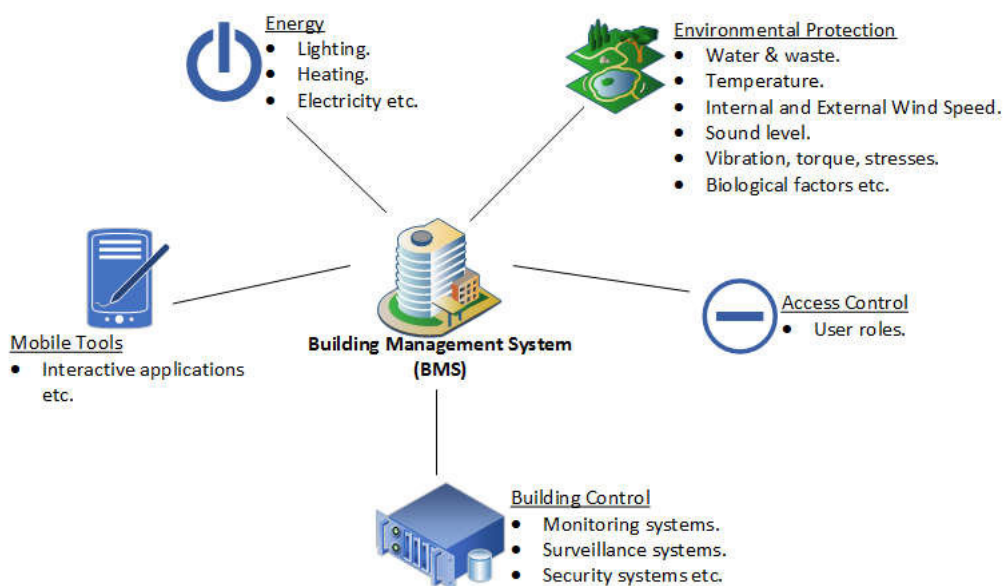 Energy
● Lighting.
● Heating.
● Electricity etc.
Environmental Protection
● Water & waste.
● Temperature.
● Internal and External Wind Speed.
● Sound level.
● Vibration, torque, stresses.
● Biological factors etc.
Mobile Tools
● Interactive applications
etc.
Building Management System
(BMS)
Access Control
● User roles.
Building Control
● Monitoring systems.
● Surveillance systems.
● Security systems etc.